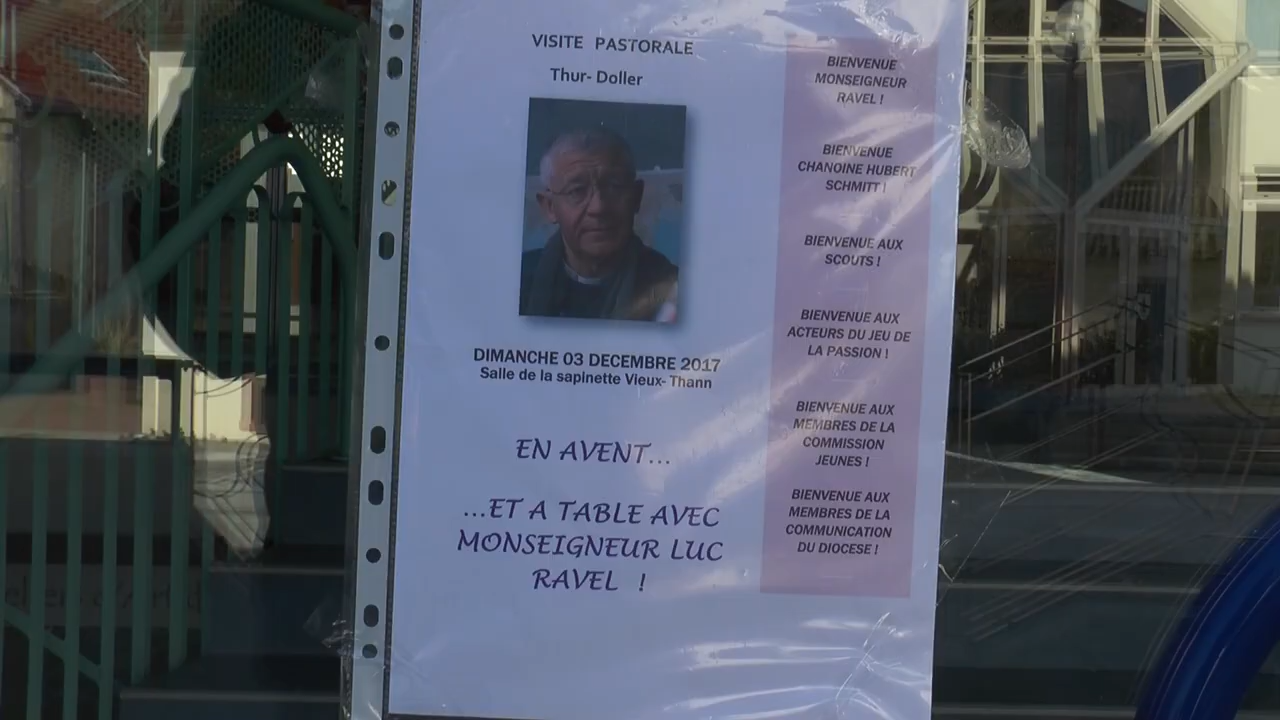 VISITE PASTORALE
Thur- Doller
DIMANCHE 03 DECEMBRE 2017
Salle de la sapinette Vieux- Thann
EN AVENT...
...ET A TABLE AVEC
MONSEIGNEUR LUC
RAVEL !
BIENVENUE
MONSEIGNEUR
RAVEL !
BIENVENUE
CHANOINE HUBERT
SCHMITT !
BIENVENUE AUX
SCOUTS !
BIENVENUE AUX
ACTEURS DU JEU DE
LA PASSION !
BIENVENUE AUX
MEMBRES DE LA
COMMISSION
JEUNES !
BIENVENUE AUX
MEMBRES DE LA
COMMUNICATION
DU DIOCESE !